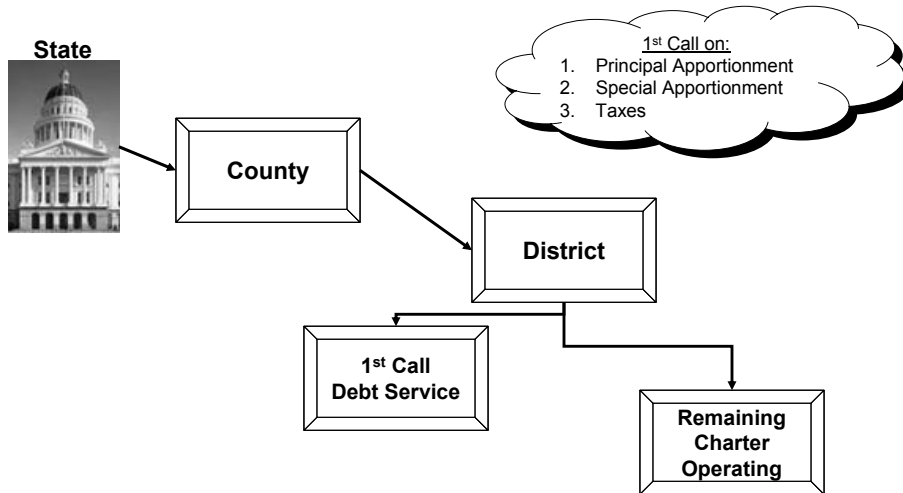 State
1st Call on:
1. Principal Apportionment
2. Special Apportionment
3. Taxes
County
District
1st Call
Debt Service
Remaining
Charter
Operating